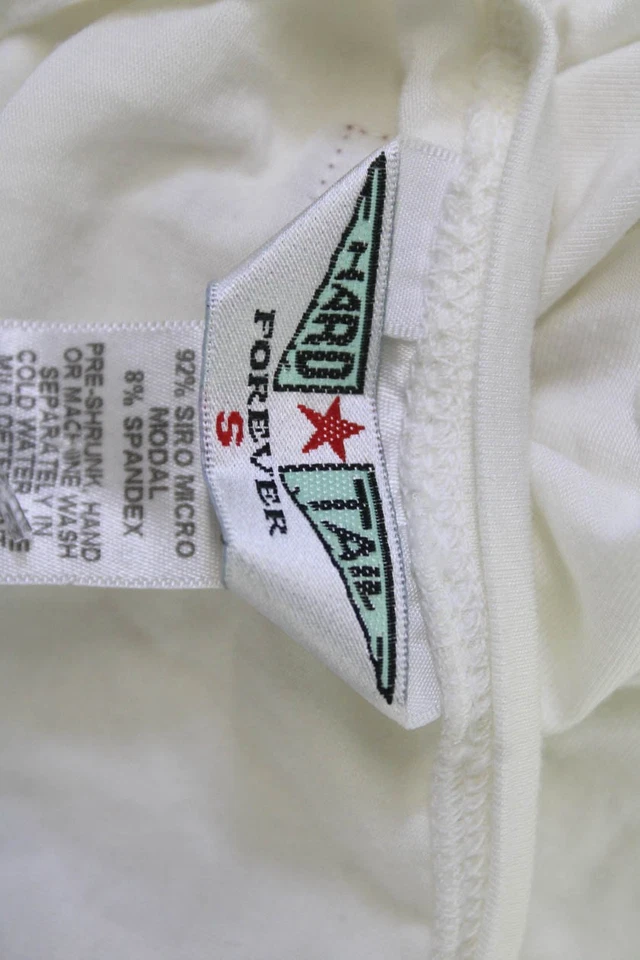 HARD TAIL
FOREVER
S
92% SIRO MICRO
MODAL
8% SPANDEX
PRE-SHRUNK, HAND
OR MACHINE WASH
SEPARATELY IN
COLD WATER
MILD